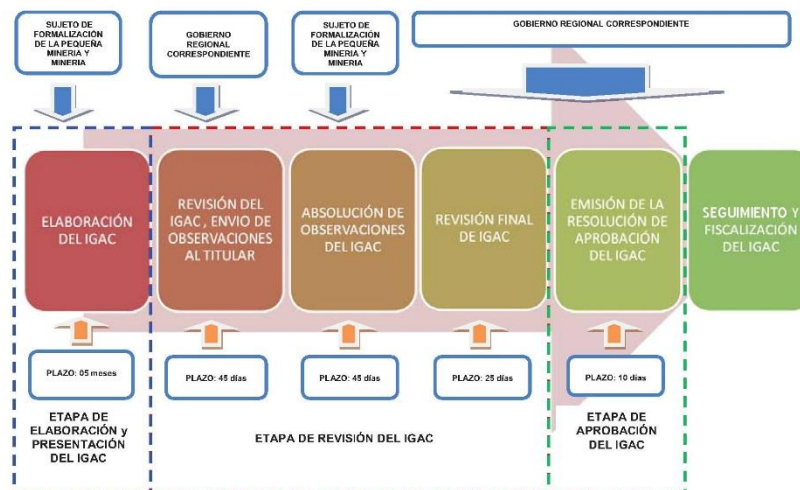 SUJETO DE
FORMALIZACIÓN
DE LA PEQUEÑA
MINERIA Y
MINERIA
GOBIERNO
REGIONAL
CORRESPONDIENTE
SUJETO DE
FORMALIZACIÓN
DE LA PEQUEÑA
MINERIA Y
MINERIA
GOBIERNO REGIONAL CORRESPONDIENTE
ELABORACIÓN
DEL IGAC
REVISIÓN DEL
IGAC , ENVIO DE
OBSERVACIONES
AL TITULAR
ABSOLUCIÓN DE
OBSERVACIONES
DEL IGAC
REVISIÓN FINAL
DE IGAC
EMISIÓN DE LA
RESOLUCIÓN DE
APROBACIÓN
DEL IGAC
SEGUIMIENTO Y
FISCALIZACIÓN
DEL IGAC
PLAZO: 05 meses
PLAZO: 45 días
PLAZO: 45 días
PLAZO: 25 días
PLAZO: 10 días
ETAPA DE
ELABORACIÓN y
PRESENTACIÓN
DEL IGAC
ETAPA DE REVISIÓN DEL IGAC
ETAPA DE
APROBACIÓN
DEL IGAC